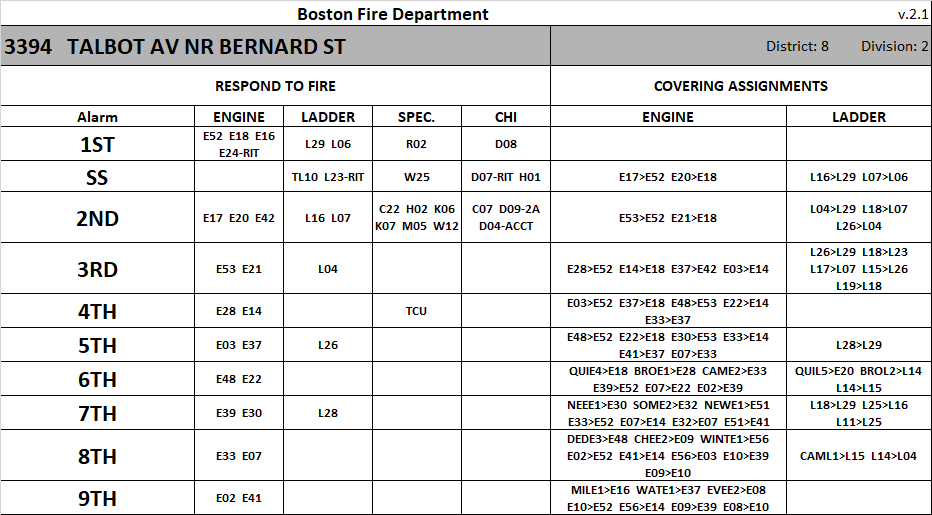 Boston Fire Department v.2.1
3394 TALBOT AV NR BERNARD ST District: 8 Division: 2
RESPOND TO FIRE COVERING ASSIGNMENTS
Alarm ENGINE LADDER SPEC. CHI ENGINE LADDER
1ST
E52 E18 E16
E24-RIT
L29 L06
R02
D08
SS
TL10 L23-RIT
W25
D07-RIT H01
E17>E52 E20>E18
L16>L29 L07>L06
2ND
E17 E20 E42
L16 L07
C22 H02 K06
K07 M05 W12
C07 D09-2A
D04-ACCT
E53>E52 E21>E18
L04>L29 L18>L07
L26>L04
3RD
E53 E21
L04
E28>E52 E14>E18 E37>E42 E03>E14
L26>L29 L18>L23
L17>L07 L15>L26
L19>L18
4TH
E28 E14
TCU
E03>E52 E37>E18 E48>E53 E22>E14
E33>E37
5TH
E03 E37
L26
E48>E52 E22>E18 E30>E53 E33>E14
E41>E37 E07>E33
L28>L29
6TH
E48 E22
QUIE4>E18 BROE1>E28 CAME2>E33
E39>E52 E07>E22 E02>E39
QUIL5>E20 BROL2>L14
L14>L15
7TH
E39 E30
L28
NEEE1>E30 SOME2>E32 NEWE1>E51
E33>E52 E07>E14 E32>E07 E51>E41
L18>L29 L25>L16
L11>L25
8TH
E33 E07
DEDE3>E48 CHEE2>E09 WINTE1>E56
E02>E52 E41>E14 E56>E03 E10>E39
E09>E10
CAML1>L15 L14>L04
9TH
E02 E41
MILE1>E16 WATE1>E37 EVEE2>E08
E10>E52 E56>E14 E09>E39 E08>E10